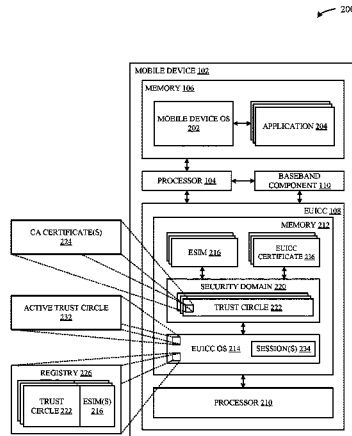 200
MOBILE DEVICE 102
MEMORY 106
MOBILE DEVICE OS
202
APPLICATION 204
PROCESSOR 104
BASEBAND
COMPONENT 110
EUICC 108
MEMORY 212
CA CERTIFICATE(S)
224
ESIM 216
EUICC
CERTIFICATE 236
SECURITY DOMAIN 220
TRUST CIRCLE 222
ACTIVE TRUST CIRCLE
232
EUICC OS 214
SESSION(S) 234
REGISTRY 226
TRUST
CIRCLE 222
ESIM(S)
216
PROCESSOR 210